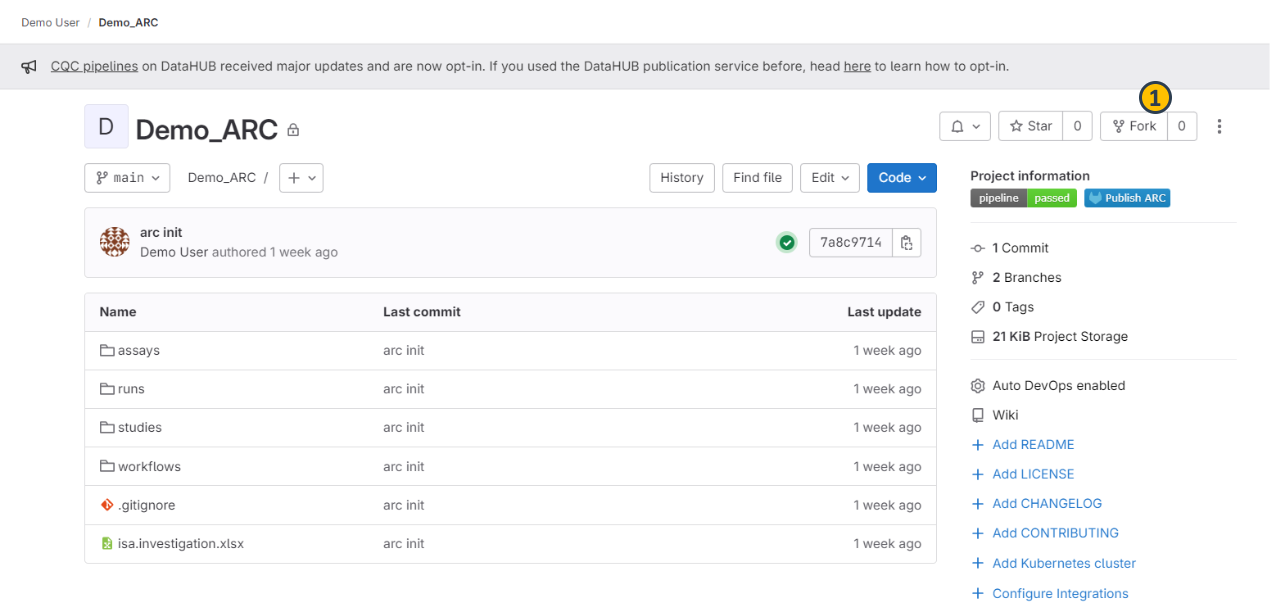 Demo User / Demo_ARC
CQC pipelines on DataHUB received major updates and are now opt-in. If you used the DataHUB publication service before, head here to learn how to opt-in.
1
D Demo_ARC
Star 0 Fork 0
main Demo_ARC / +
History Find file Edit Code
arc init
Demo User authored 1 week ago
7a8c9714
Name Last commit Last update
assays arc init 1 week ago
runs arc init 1 week ago
studies arc init 1 week ago
workflows arc init 1 week ago
.gitignore arc init 1 week ago
isa.investigation.xlsx arc init 1 week ago
Project information
pipeline passed Publish ARC
1 Commit
2 Branches
0 Tags
21 KiB Project Storage
Auto DevOps enabled
Wiki
+ Add README
+ Add LICENSE
+ Add CHANGELOG
+ Add CONTRIBUTING
+ Add Kubernetes cluster
+ Configure Integrations